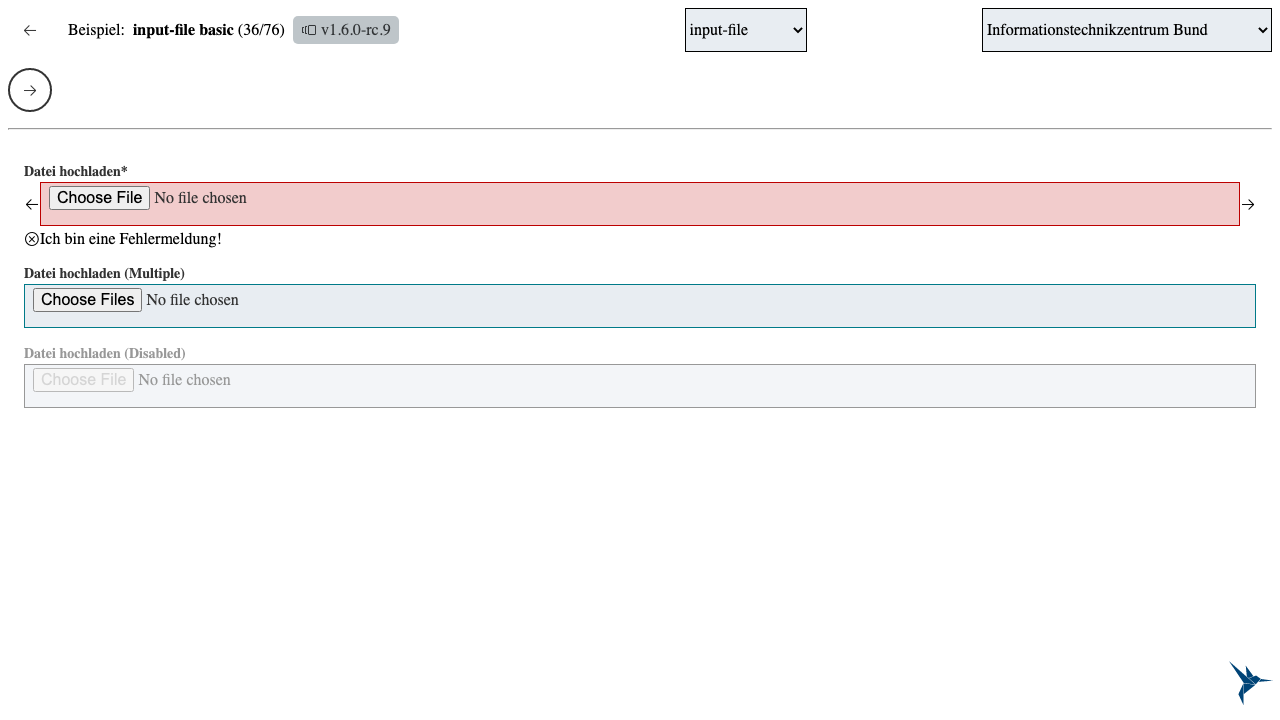 Beispiel: input-file basic (36/76) v1.6.0-rc.9 input-file Informationstechnikzentrum Bund
Datei hochladen*
Choose File No file chosen
Ich bin eine Fehlermeldung!
Datei hochladen (Multiple)
Choose Files No file chosen
Datei hochladen (Disabled)
Choose File No file chosen